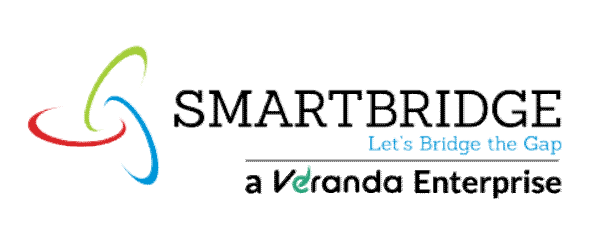 SMARTBRIDGE
Let's Bridge the Gap
a Veranda Enterprise